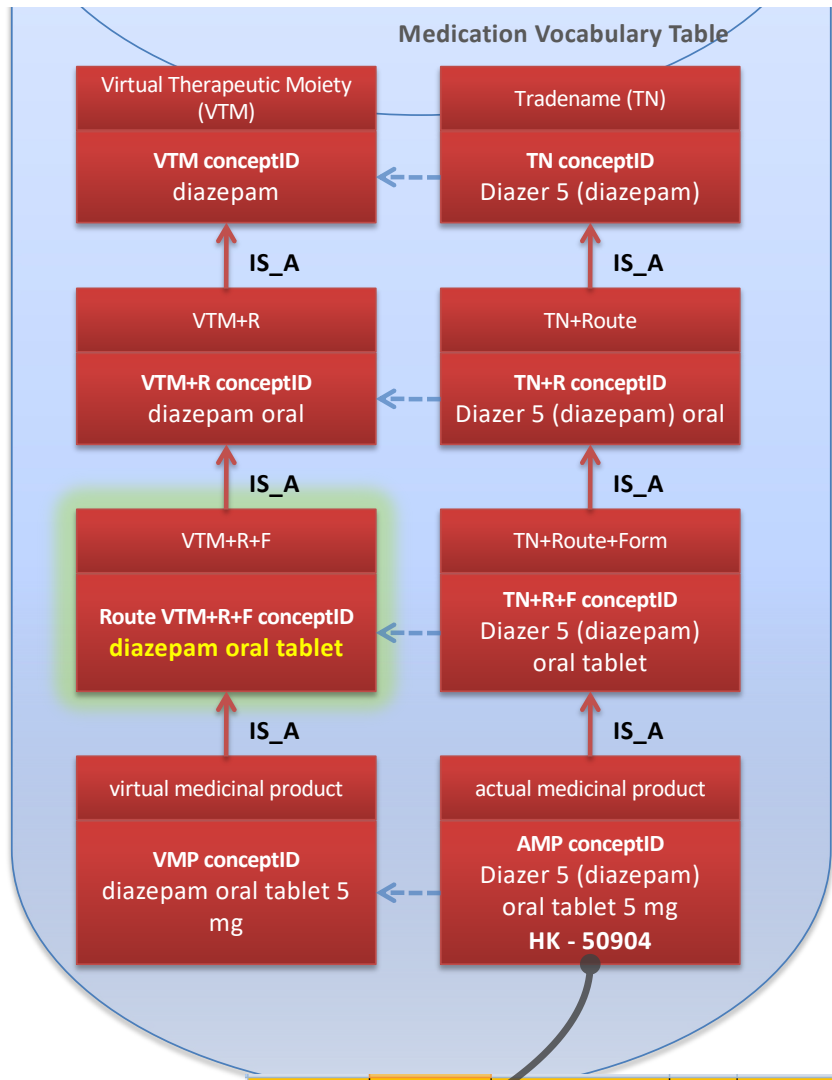 Medication Vocabulary Table
Virtual Therapeutic Moiety
(VTM)
VTM conceptID
diazepam
Tradename (TN)
TN conceptID
Diazer 5 (diazepam)
IS_A
IS_A
VTM+R
VTM+R conceptID
diazepam oral
TN+Route
TN+R conceptID
Diazer 5 (diazepam) oral
IS_A
IS_A
VTM+R+F
Route VTM+R+F conceptID
diazepam oral tablet
TN+Route+Form
TN+R+F conceptID
Diazer 5 (diazepam)
oral tablet
IS_A
IS_A
virtual medicinal product
VMP conceptID
diazepam oral tablet 5
mg
actual medicinal product
AMP conceptID
Diazer 5 (diazepam)
oral tablet 5 mg
HK - 50904